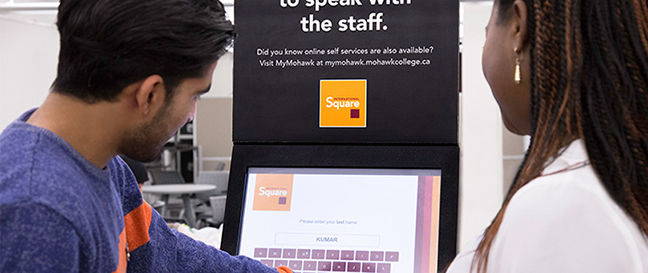 to speak with
the staff.
Did you know online self services are also available?
Visit MyMohawk at mymohawk.mohawkcollege.ca
INTERNATIONAL
Square
Square
Please enter your last name
KUMAR